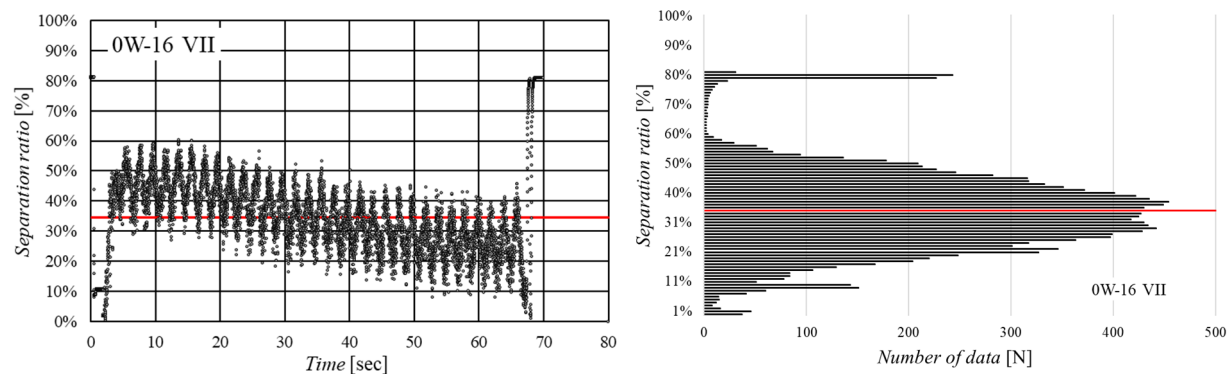 100%
90%
80%
70%
60%
50%
40%
30%
20%
10%
0%
Separation ratio [%]
0W-16 VII
0 10 20 30 40 50 60 70 80
Time [sec]
100%
90%
80%
70%
60%
50%
40%
31%
21%
11%
1%
Separation ratio [%]
0W-16 VII
0 100 200 300 400 500
Number of data [N]